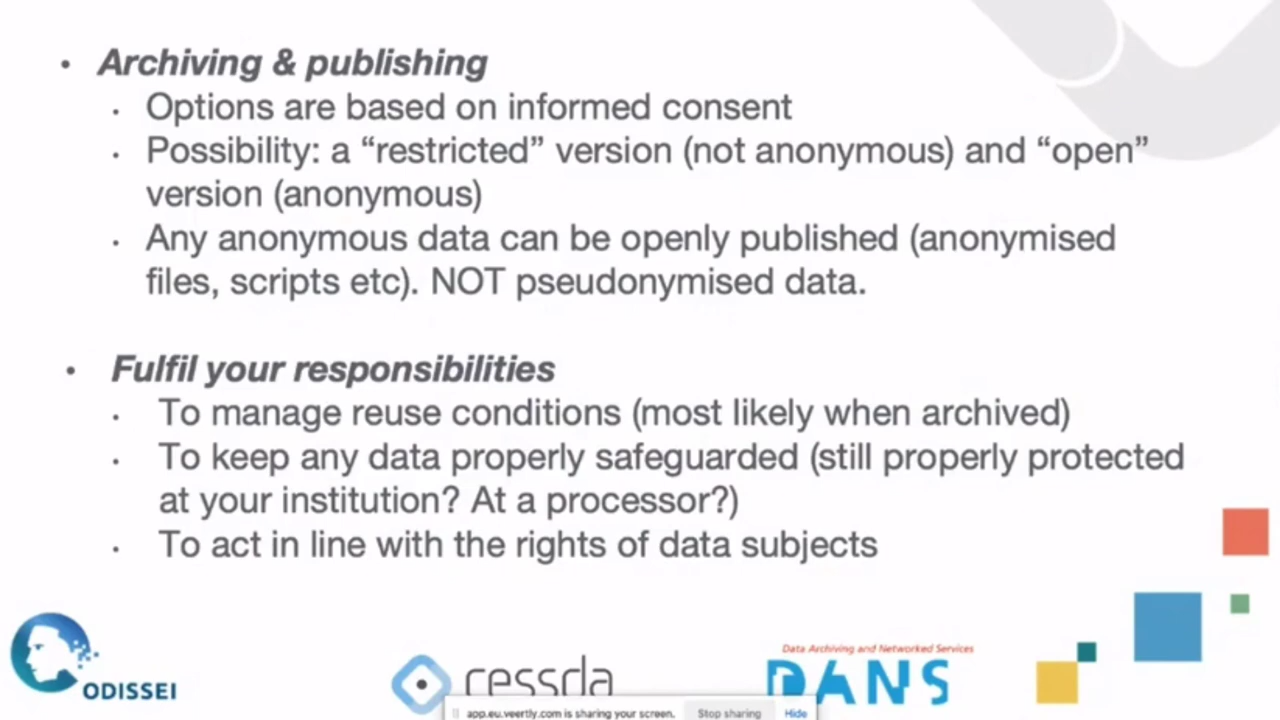 • Archiving & publishing
• Options are based on informed consent
• Possibility: a “restricted” version (not anonymous) and “open”
version (anonymous)
• Any anonymous data can be openly published (anonymised
files, scripts etc). NOT pseudonymised data.
• Fulfil your responsibilities
• To manage reuse conditions (most likely when archived)
• To keep any data properly safeguarded (still properly protected
at your institution? At a processor?)
• To act in line with the rights of data subjects
ODISSEI
cessda
Data Archiving and Networked Services
DANS
app.eu.veertly.com is sharing your screen. Stop sharing Hide